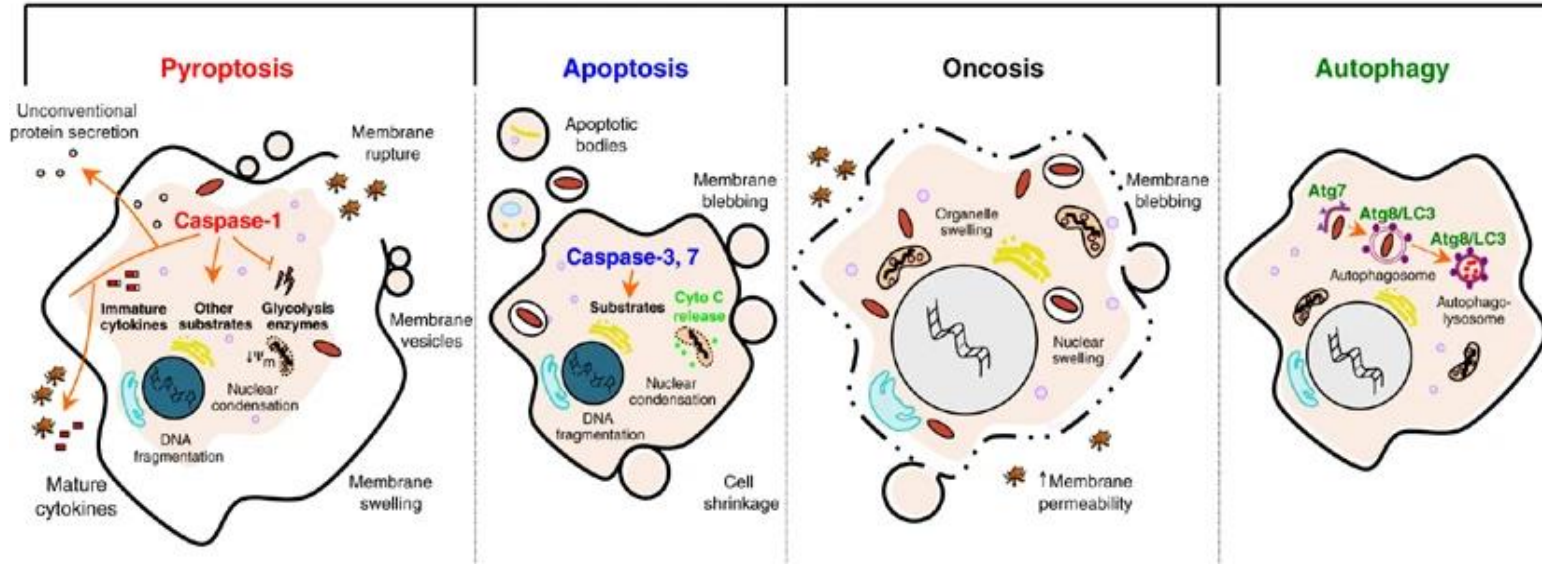 Pyroptosis
Unconventional
protein secretion
Membrane
rupture
Caspase-1
Immature
cytokines
Other
substrates
Glycolysis
enzymes
Membrane
vesicles
↓Ψm
Nuclear
condensation
DNA
fragmentation
Mature
cytokines
Membrane
swelling
Apoptosis
Apoptotic
bodies
Membrane
blebbing
Caspase-3, 7
Substrates
Cyto C
release
Nuclear
condensation
DNA
fragmentation
Cell
shrinkage
Oncosis
Membrane
blebbing
Organelle
swelling
Nuclear
swelling
↑Membrane
permeability
Autophagy
Atg7
Atg8/LC3
Atg8/LC3
Autophagosome
Autophago-
lysosome